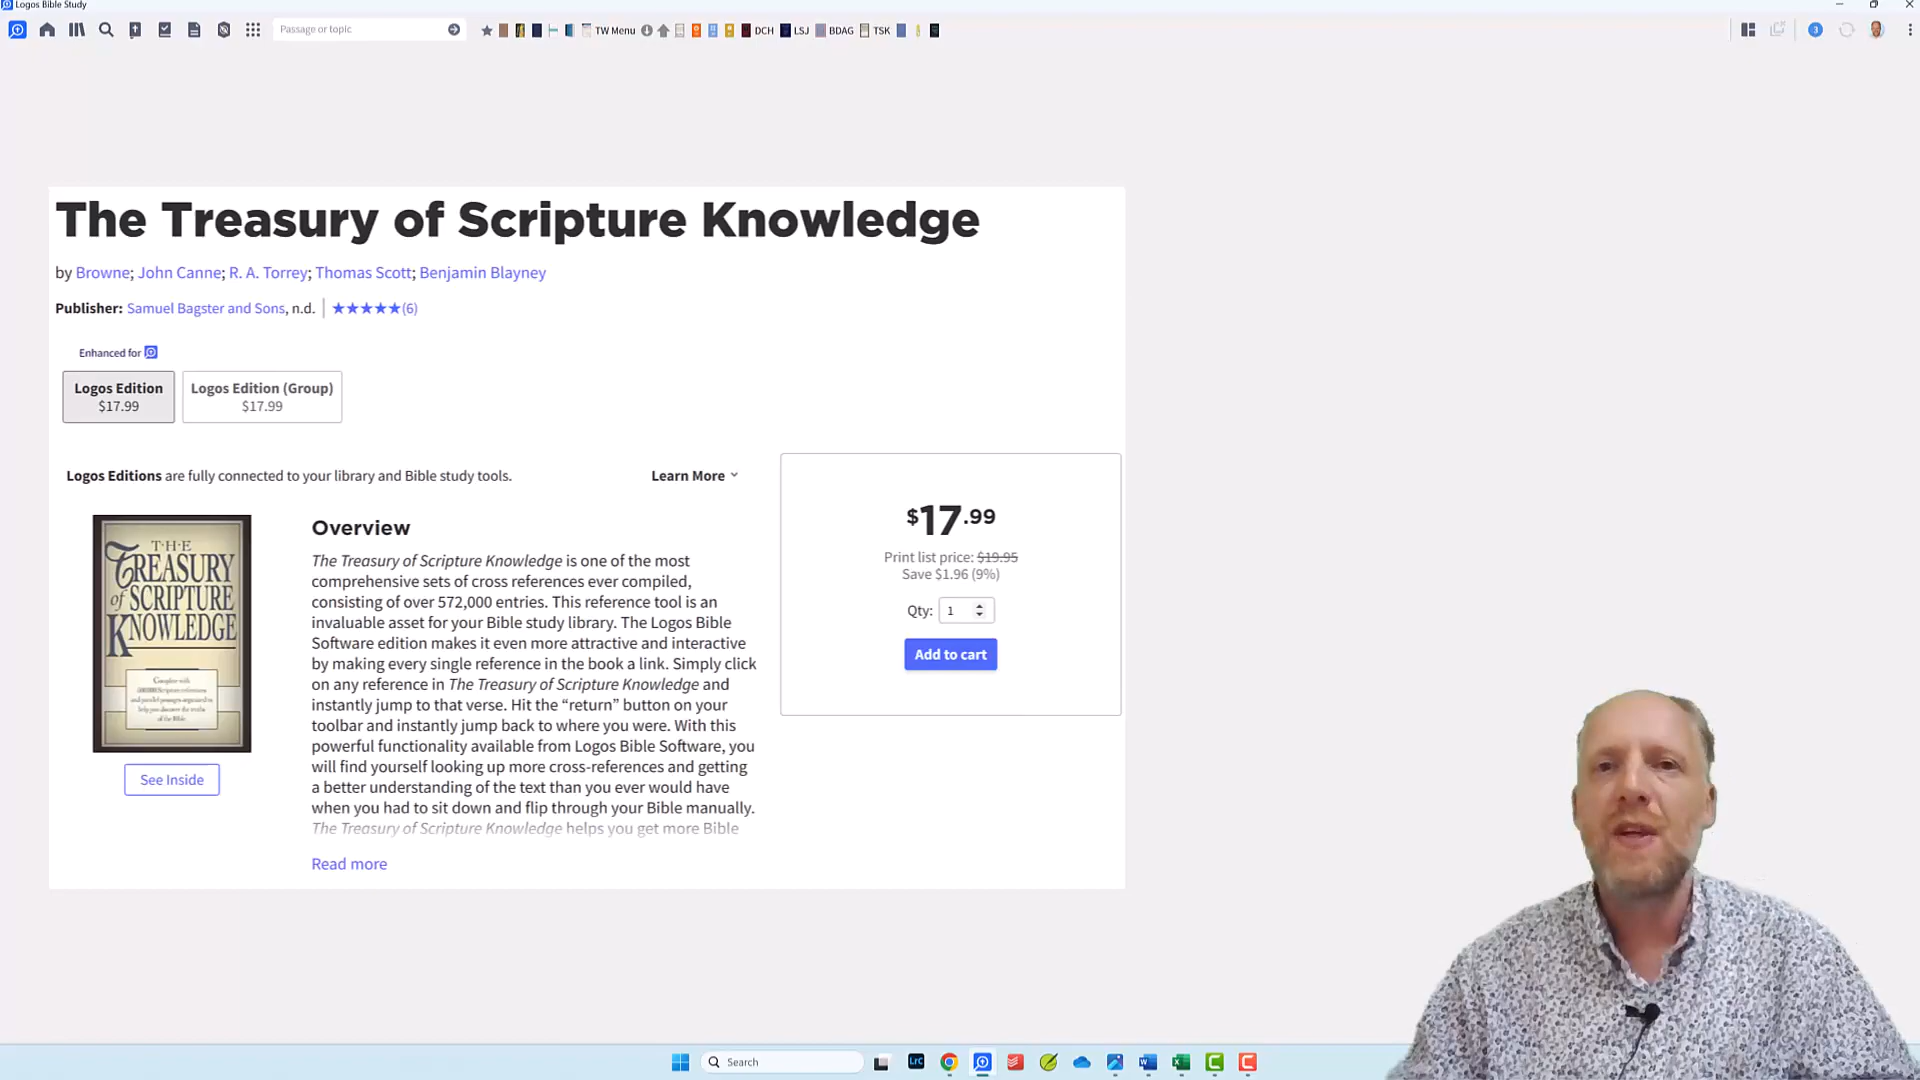 Logos Bible Study
Passage or topic
TW Menu
DCH
LSJ
BDAG
TSK
3
The Treasury of Scripture Knowledge
by Browne; John Canne; R. A. Torrey; Thomas Scott; Benjamin Blayney
Publisher: Samuel Bagster and Sons, n.d. ★★★★★(6)
Enhanced for
Logos Edition
$17.99
Logos Edition (Group)
$17.99
Logos Editions are fully connected to your library and Bible study tools.
Learn More
THE
TREASURY
of SCRIPTURE
KNOWLEDGE
See Inside
Overview
The Treasury of Scripture Knowledge is one of the most
comprehensive sets of cross references ever compiled,
consisting of over 572,000 entries. This reference tool is an
invaluable asset for your Bible study library. The Logos Bible
Software edition makes it even more attractive and interactive
by making every single reference in the book a link. Simply click
on any reference in The Treasury of Scripture Knowledge and
instantly jump to that verse. Hit the “return” button on your
toolbar and instantly jump back to where you were. With this
powerful functionality available from Logos Bible Software, you
will find yourself looking up more cross-references and getting
a better understanding of the text than you ever would have
when you had to sit down and flip through your Bible manually.
The Treasury of Scripture Knowledge helps you get more Bible
Read more
$17.99
Print list price: $19.95
Save $1.96 (9%)
Qty: 1
Add to cart
Search
LrC